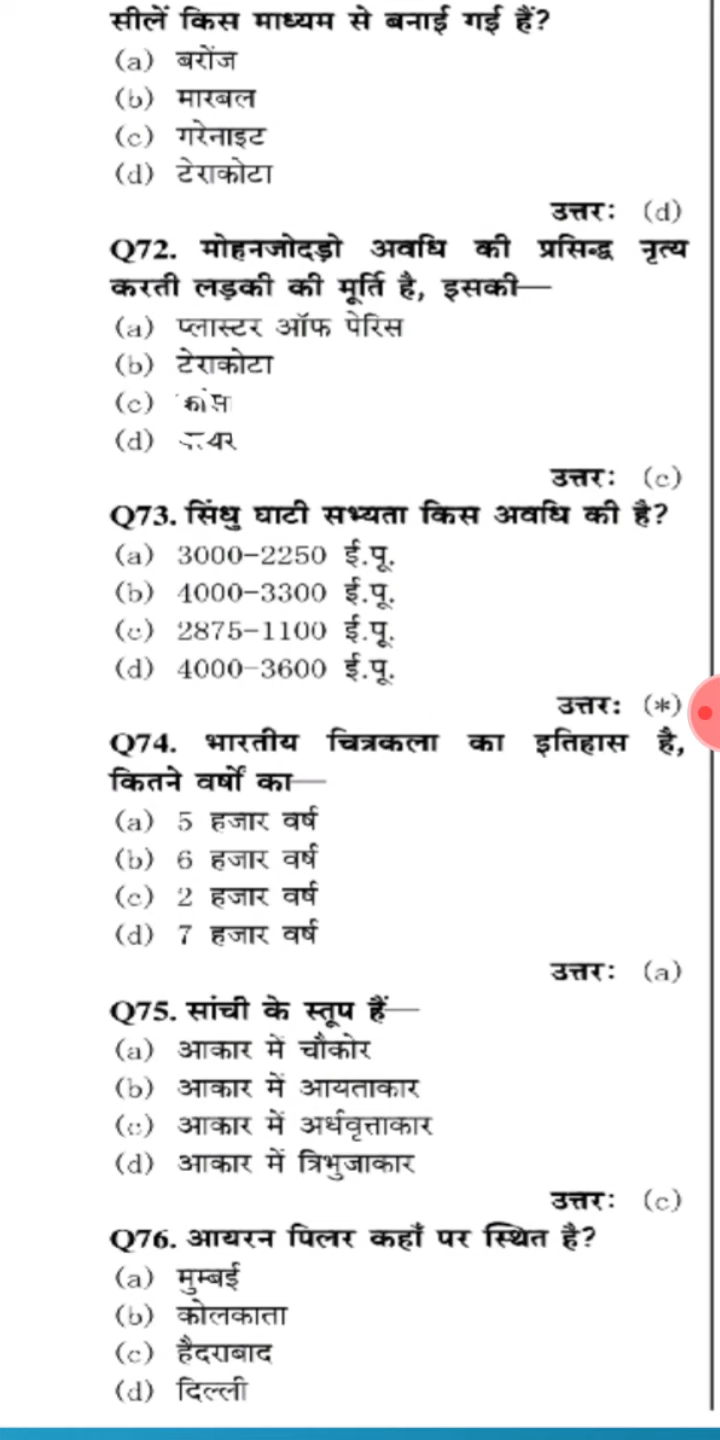 सीलें किस माध्यम से बनाई गई हैं?
(a) बरोंज
(b) मारबल
(c) गरेनाइट
(d) टेराकोटा
उत्तरः (d)
Q72. मोहनजोदड़ो अवधि की प्रसिद्ध नृत्य
करती लड़की की मूर्ति है, इसकी—
(a) प्लास्टर ऑफ पेरिस
(b) टेराकोटा
(c)
(d)
उत्तरः (c)
Q73. सिंधु घाटी सभ्यता किस अवधि की है?
(a) 3000-2250 ई.पू.
(b) 4000-3300 ई.पू.
(c) 2875-1100 ई.पू.
(d) 4000-3600 ई.पू.
उत्तरः (*)
Q74. भारतीय चित्रकला का इतिहास है,
कितने वर्षों का—
(a) 5 हजार वर्ष
(b) 6 हजार वर्ष
(c) 2 हजार वर्ष
(d) 7 हजार वर्ष
उत्तरः (a)
Q75. सांची के स्तूप हैं—
(a) आकार में चौकोर
(b) आकार में आयताकार
(c) आकार में अर्धवृत्ताकार
(d) आकार में त्रिभुजाकार
उत्तरः (c)
Q76. आयरन पिलर कहाँ पर स्थित है?
(a) मुम्बई
(b) कोलकाता
(c) हैदराबाद
(d) दिल्ली